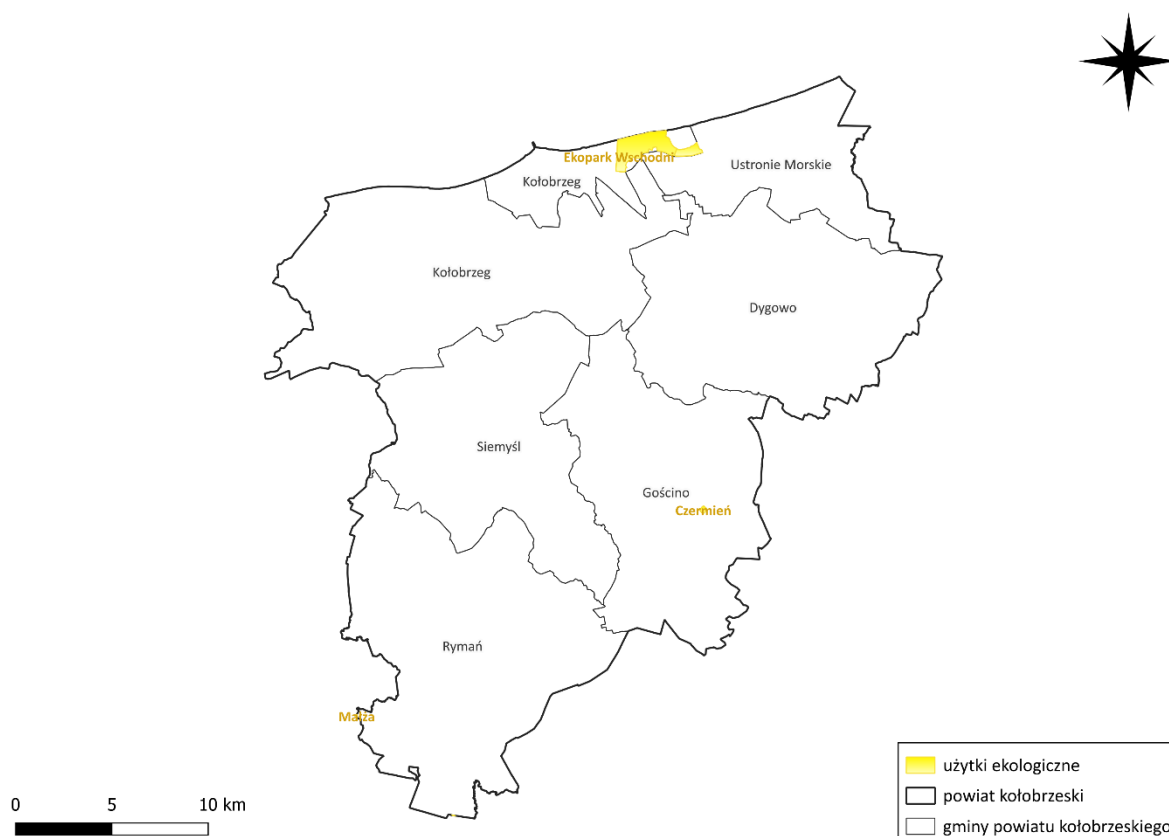 Ekopark Wschodni
Ustronie Morskie
Kołobrzeg
Kołobrzeg
Dygowo
Siemyśl
Gościno
Czermień
Rymań
Małża
użytki ekologiczne
powiat kołobrzeski
gminy powiatu kołobrzeskiego
0 5 10 km